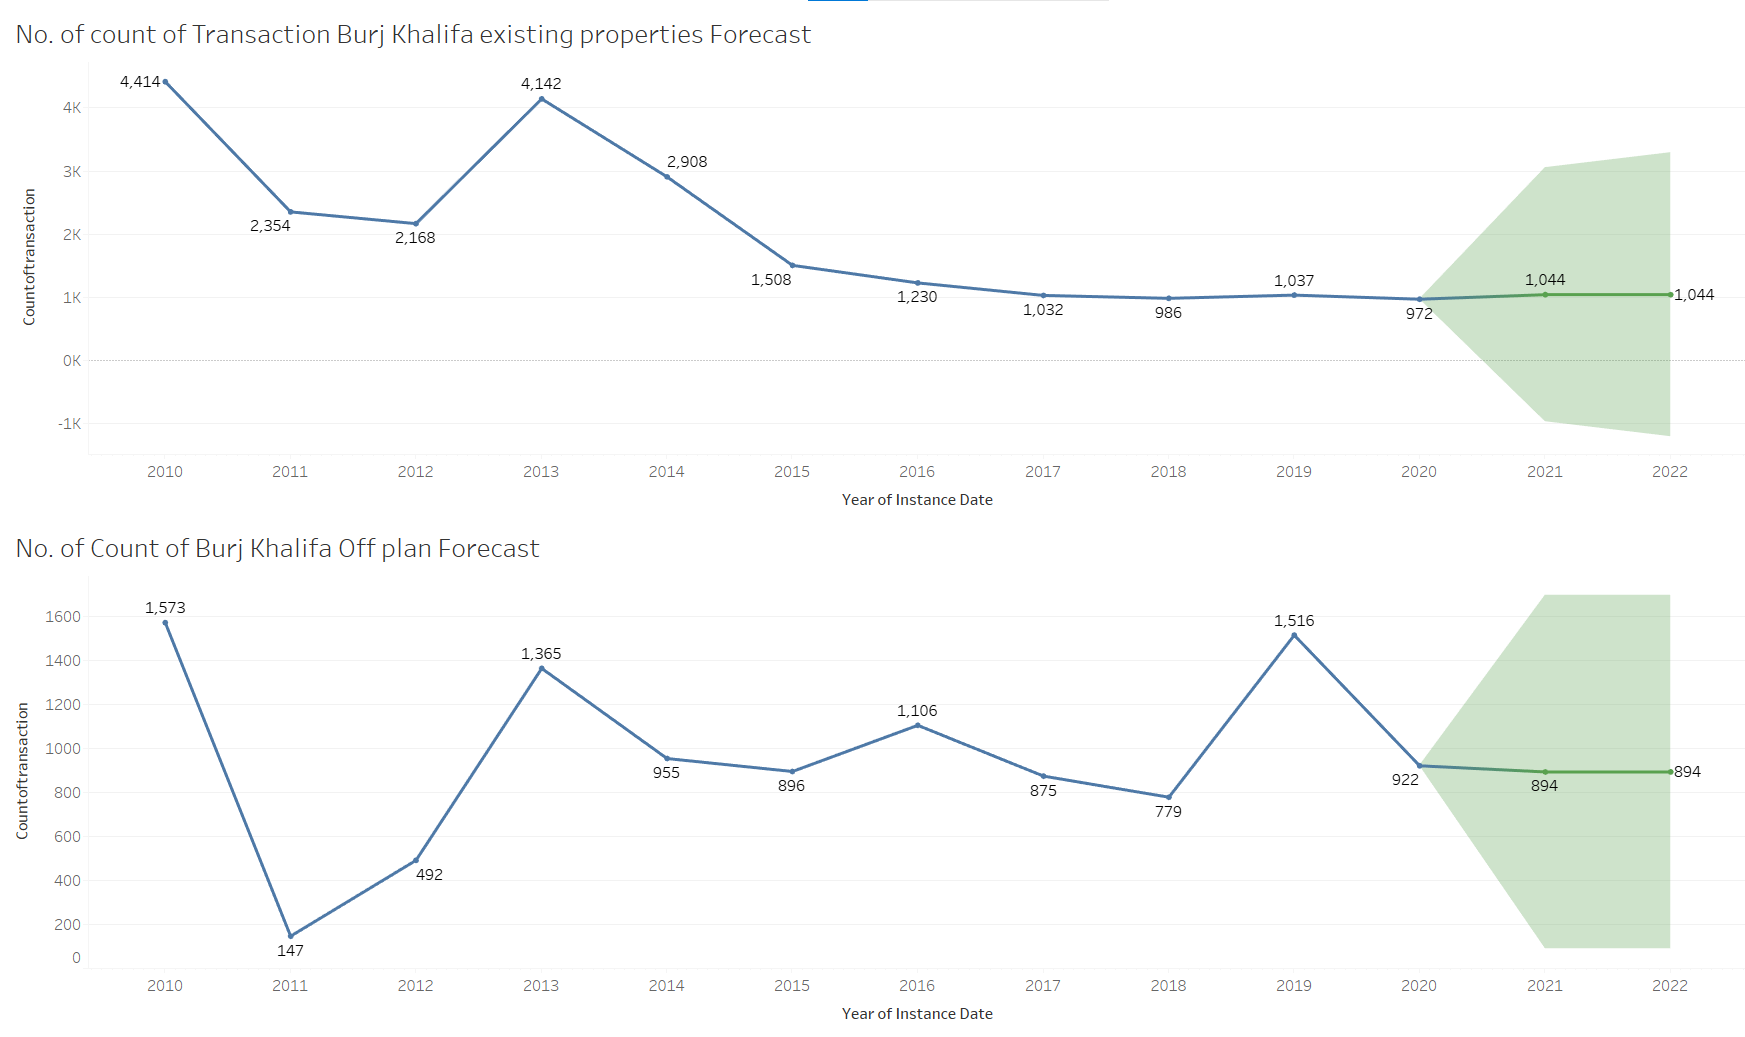 No. of count of Transaction Burj Khalifa existing properties Forecast
Countoftransaction
4K
3K
2K
1K
0K
-1K
4,414
2,354
2,168
4,142
2,908
1,508
1,230
1,032
986
1,037
972
1,044
1,044
2010 2011 2012 2013 2014 2015 2016 2017 2018 2019 2020 2021 2022
Year of Instance Date
No. of Count of Burj Khalifa Off plan Forecast
Countoftransaction
1600
1400
1200
1000
800
600
400
200
0
1,573
147
492
1,365
955
896
1,106
875
779
1,516
922
894
894
2010 2011 2012 2013 2014 2015 2016 2017 2018 2019 2020 2021 2022
Year of Instance Date